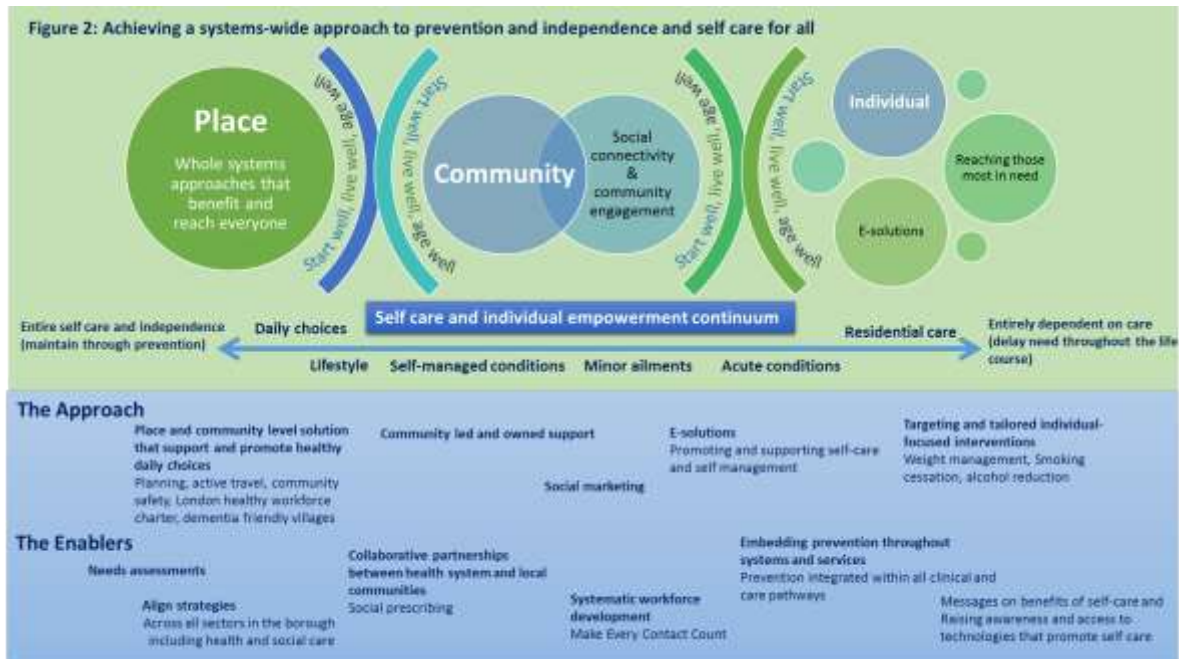 Figure 2: Achieving a systems-wide approach to prevention and independence and self care for all
Place
Whole systems
approaches that
benefit and
reach everyone
Start well, live well, age well
Start well, live well, age well
Community
Social
connectivity
&
community
engagement
Start well, live well, age well
Start well, live well, age well
Individual
Reaching those
most in need
E-solutions
Self care and individual empowerment continuum
Entire self care and independence
(maintain through prevention)
Daily choices
Residential care
Entirely dependent on care
(delay need throughout the life
course)
Lifestyle
Self-managed conditions
Minor ailments
Acute conditions
The Approach
Place and community level solution
that support and promote healthy
daily choices
Planning, active travel, community
safety, London healthy workforce
charter, dementia friendly villages
Community led and owned support
Social marketing
E-solutions
Promoting and supporting self-care
and self management
Targeting and tailored individual-
focused interventions
Weight management, Smoking
cessation, alcohol reduction
The Enablers
Needs assessments
Align strategies
Across all sectors in the borough
including health and social care
Collaborative partnerships
between health system and local
communities
Social prescribing
Systematic workforce
development
Make Every Contact Count
Embedding prevention throughout
systems and services
Prevention integrated within all clinical and
care pathways
Messages on benefits of self-care and
Raising awareness and access to
technologies that promote self care